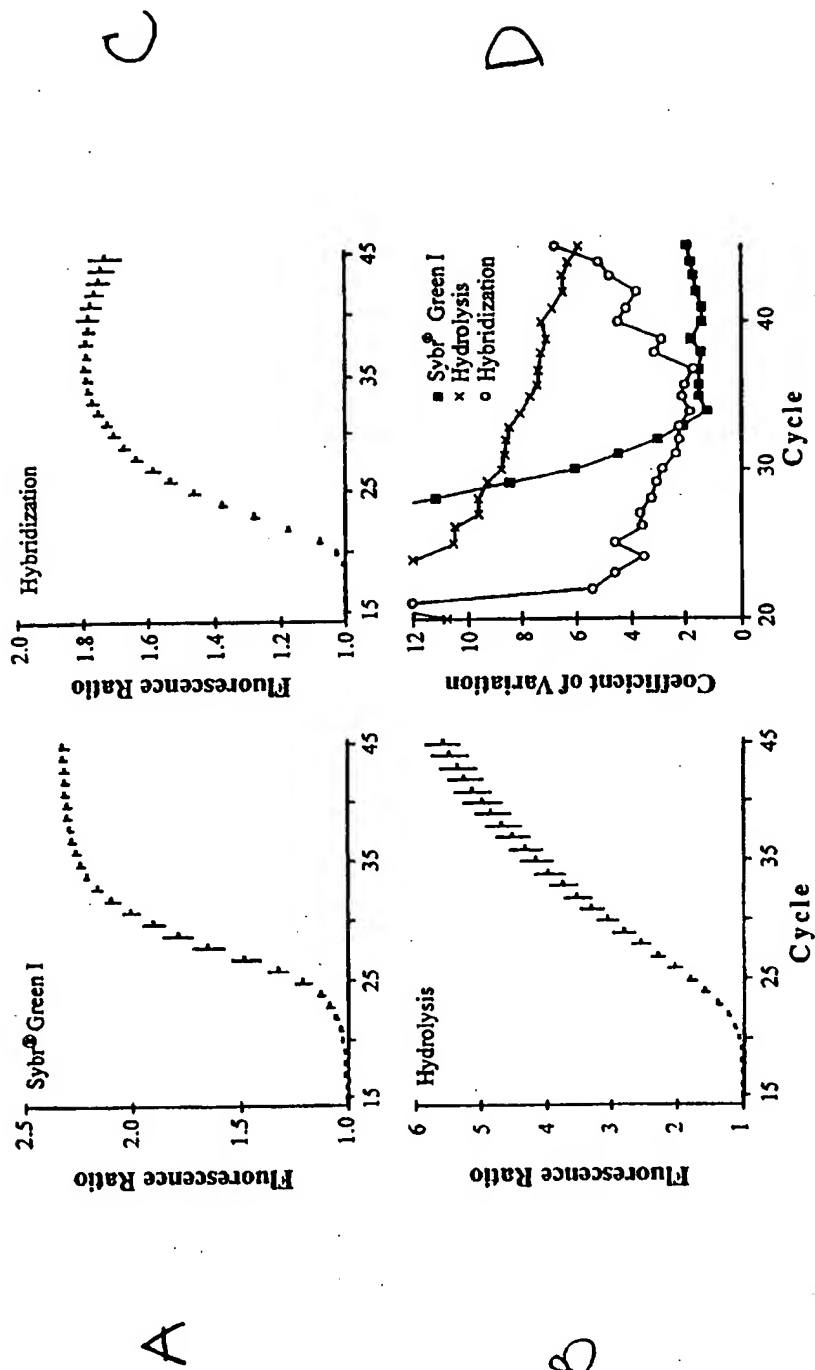 A
Sybr® Green I
Fluorescence Ratio
2.5
2.0
1.5
1.0
15
25
35
45
B
Hydrolysis
Fluorescence Ratio
6
5
4
3
2
1
15
25
35
45
Cycle
C
Hybridization
Fluorescence Ratio
2.0
1.8
1.6
1.4
1.2
1.0
15
25
35
45
D
Coefficient of Variation
12
10
8
6
4
2
0
20
30
40
Cycle
■ Sybr® Green I
× Hydrolysis
○ Hybridization